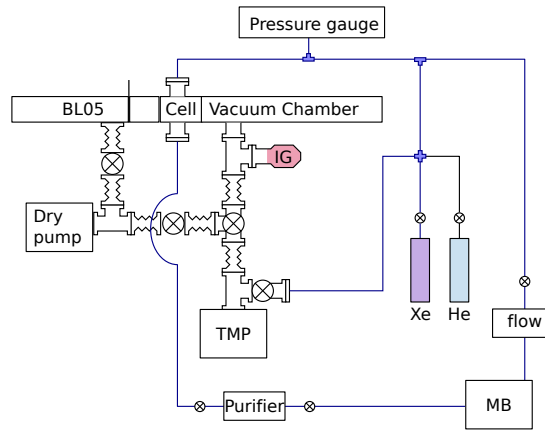 Pressure gauge
BL05
Cell
Vacuum Chamber
IG
Dry
pump
Xe
He
flow
TMP
Purifier
MB